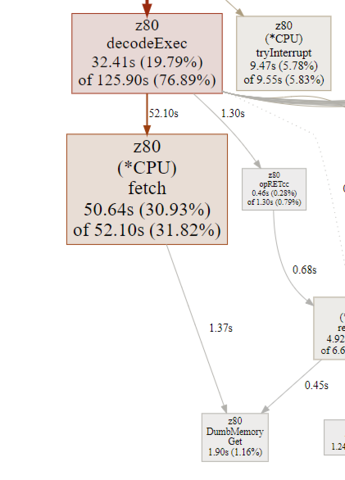 z80
decodeExec
32.41s (19.79%)
of 125.90s (76.89%)
z80
(*CPU)
tryInterrupt
9.47s (5.78%)
of 9.55s (5.83%)
52.10s
1.30s
z80
(*CPU)
fetch
50.64s (30.93%)
of 52.10s (31.82%)
z80
opRETcc
0.46s (0.28%)
of 1.30s (0.79%)
0.68s
(*
re
4.92
of 6.6
1.37s
0.45s
z80
DumbMemory
Get
1.90s (1.16%)
1.24